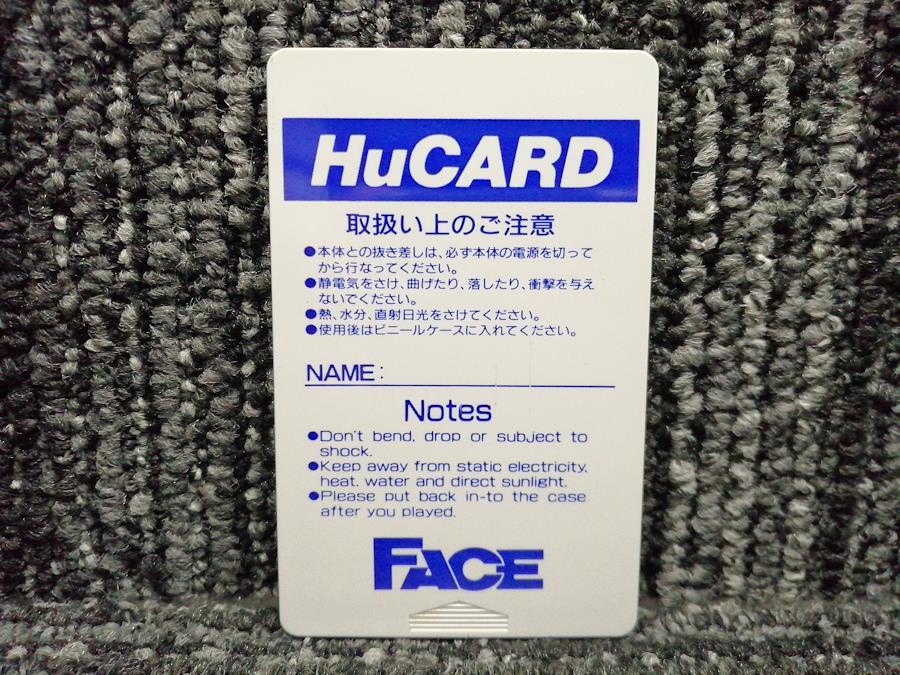 HuCARD
取扱い上のご注意
●本体との抜き差しは、必ず本体の電源を切って
から行なってください。
●静電気をさけ、曲げたり、落したり、衝撃を与え
ないでください。
●熱、水分、直射日光をさけてください。
●使用後はビニールケースに入れてください。
NAME:
Notes
●Don't bend, drop or subject to
shock.
●Keep away from static electricity,
heat, water and direct sunlight.
●Please put back in-to the case
after you played.
FACE